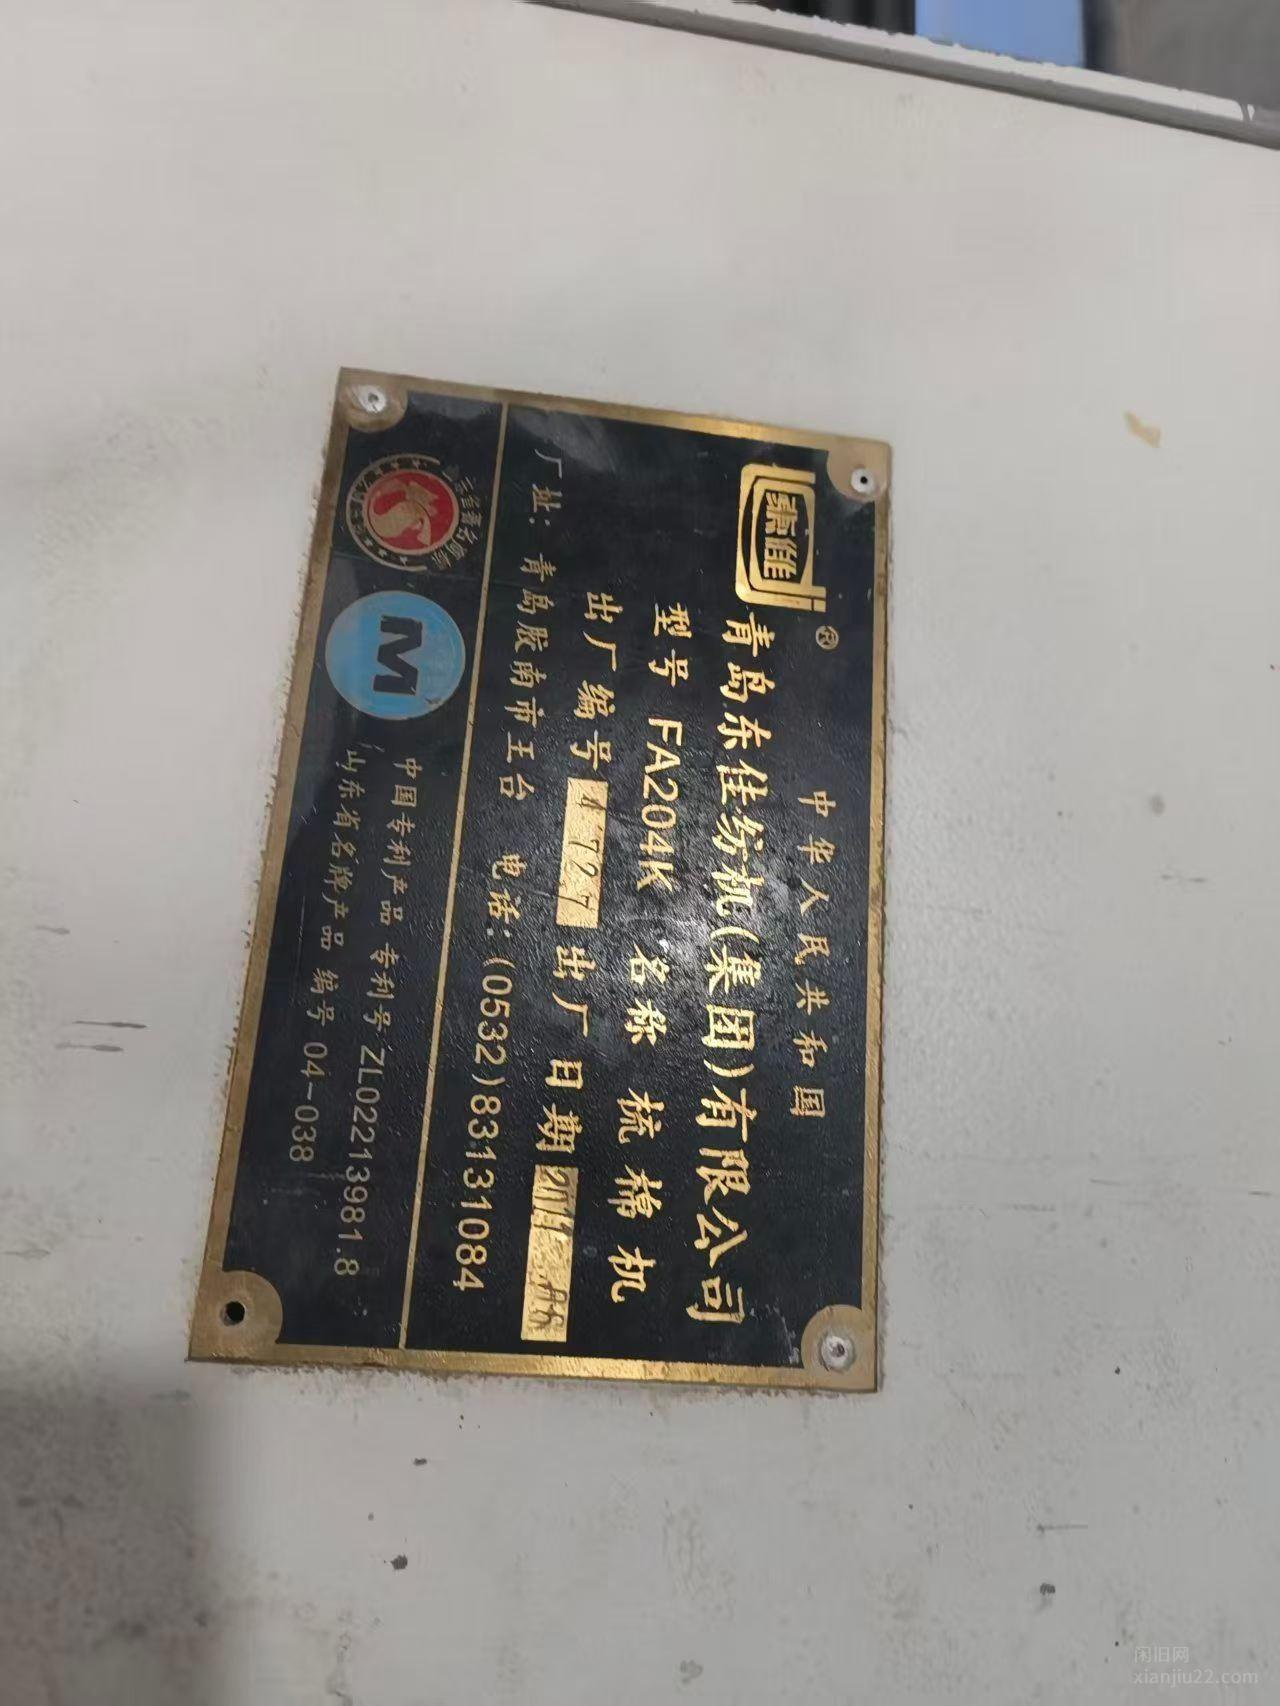 东佳
®
中华人民共和国
青岛东佳纺机(集团)有限公司
型号 FA204K 名称 梳棉机
出厂编号 4727 出厂日期
厂址:青岛胶南市王台 电话:(0532)83131084
M
中国专利产品 专利号 ZL02213981.8
山东省名牌产品 编号 04-038
闲旧网
xianjiu22.com